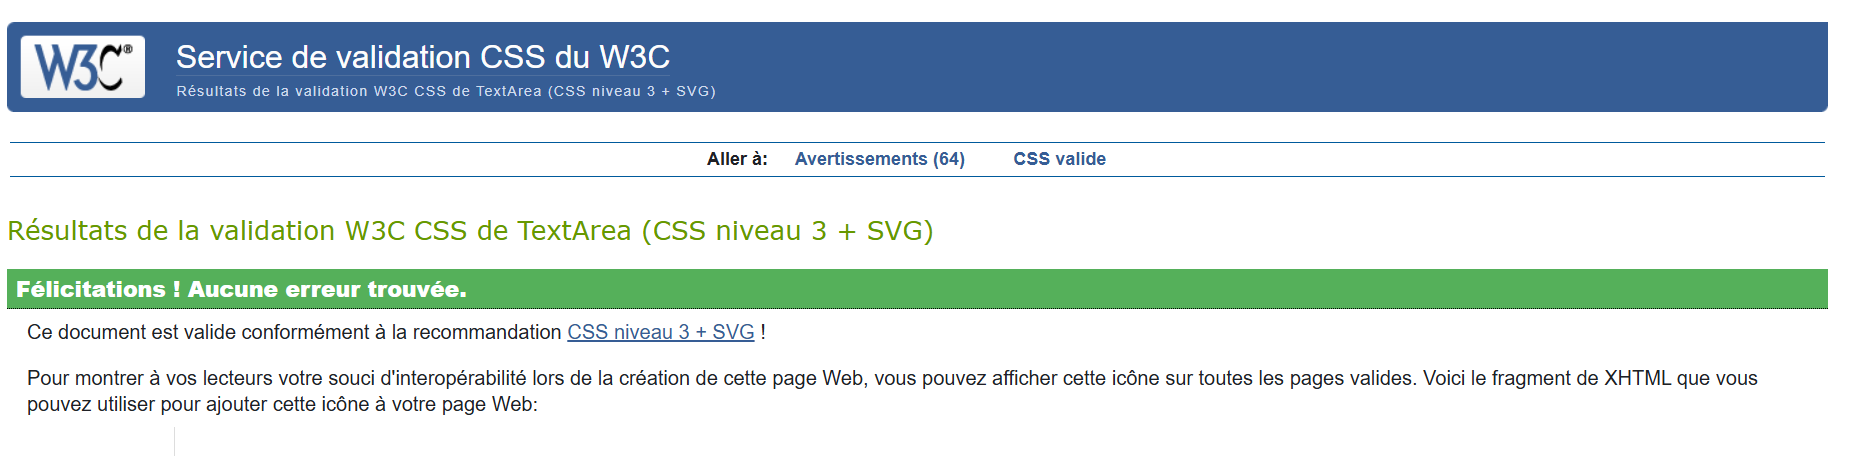 W3C®
Service de validation CSS du W3C
Résultats de la validation W3C CSS de TextArea (CSS niveau 3 + SVG)
Aller à: Avertissements (64) CSS valide
Résultats de la validation W3C CSS de TextArea (CSS niveau 3 + SVG)
Félicitations ! Aucune erreur trouvée.
Ce document est valide conformément à la recommandation CSS niveau 3 + SVG !
Pour montrer à vos lecteurs votre souci d'interopérabilité lors de la création de cette page Web, vous pouvez afficher cette icône sur toutes les pages valides. Voici le fragment de XHTML que vous
pouvez utiliser pour ajouter cette icône à votre page Web: